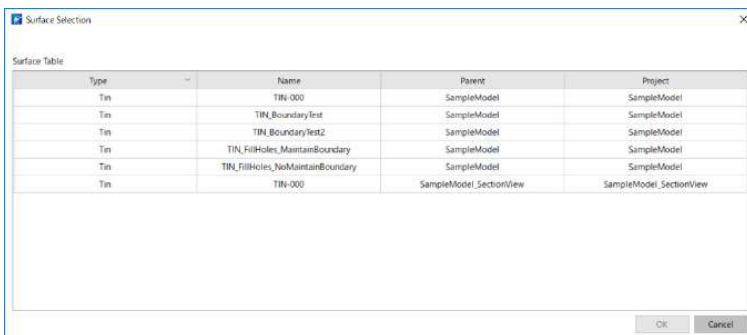 Surface Selection
Surface Table
Type Name Parent Project
Tin TIN-000 SampleModel SampleModel
Tin TIN_BoundaryTest SampleModel SampleModel
Tin TIN_BoundaryTest2 SampleModel SampleModel
Tin TIN_FillHoles_MaintainBoundary SampleModel SampleModel
Tin TIN_FillHoles_NoMaintainBoundary SampleModel SampleModel
Tin TIN-000 SampleModel_SectionView SampleModel_SectionView
OK Cancel